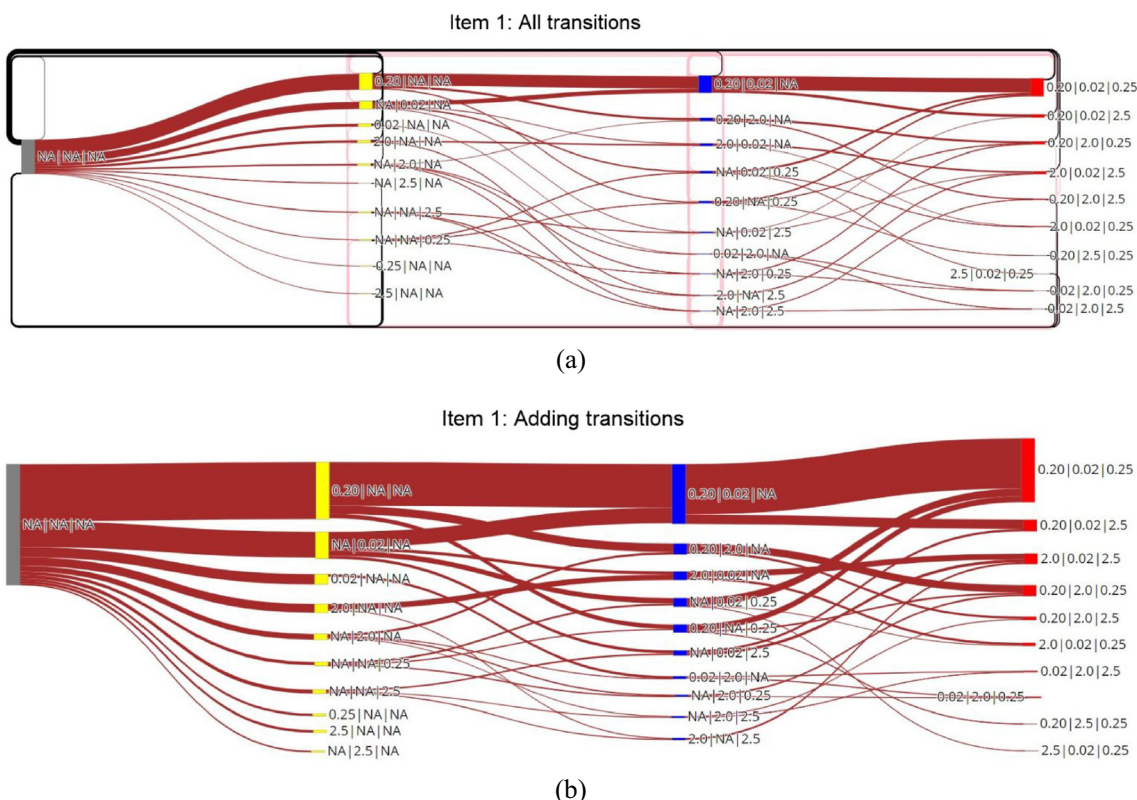 Item 1: All transitions
NA|NA|NA
0.20|NA|NA
NA|0.02|NA
0.02|NA|NA
2.0|NA|NA
NA|2.0|NA
NA|2.5|NA
NA|NA|2.5
NA|NA|0.25
0.25|NA|NA
2.5|NA|NA
0.20|0.02|NA
0.20|2.0|NA
2.0|0.02|NA
NA|0.02|0.25
0.20|NA|0.25
NA|0.02|2.5
0.02|2.0|NA
NA|2.0|0.25
2.0|NA|2.5
NA|2.0|2.5
0.20|0.02|0.25
0.20|0.02|2.5
0.20|2.0|0.25
2.0|0.02|2.5
0.20|2.0|2.5
2.0|0.02|0.25
0.20|2.5|0.25
2.5|0.02|0.25
0.02|2.0|0.25
0.02|2.0|2.5
(a)
Item 1: Adding transitions
NA|NA|NA
0.20|NA|NA
NA|0.02|NA
0.02|NA|NA
2.0|NA|NA
NA|2.0|NA
NA|NA|0.25
NA|NA|2.5
0.25|NA|NA
2.5|NA|NA
NA|2.5|NA
0.20|0.02|NA
0.20|2.0|NA
2.0|0.02|NA
NA|0.02|0.25
0.20|NA|0.25
NA|0.02|2.5
0.02|2.0|NA
NA|2.0|0.25
NA|2.0|2.5
2.0|NA|2.5
0.20|0.02|0.25
0.20|0.02|2.5
2.0|0.02|2.5
0.20|2.0|0.25
0.20|2.0|2.5
2.0|0.02|0.25
0.02|2.0|2.5
0.02|2.0|0.25
0.20|2.5|0.25
2.5|0.02|0.25
(b)